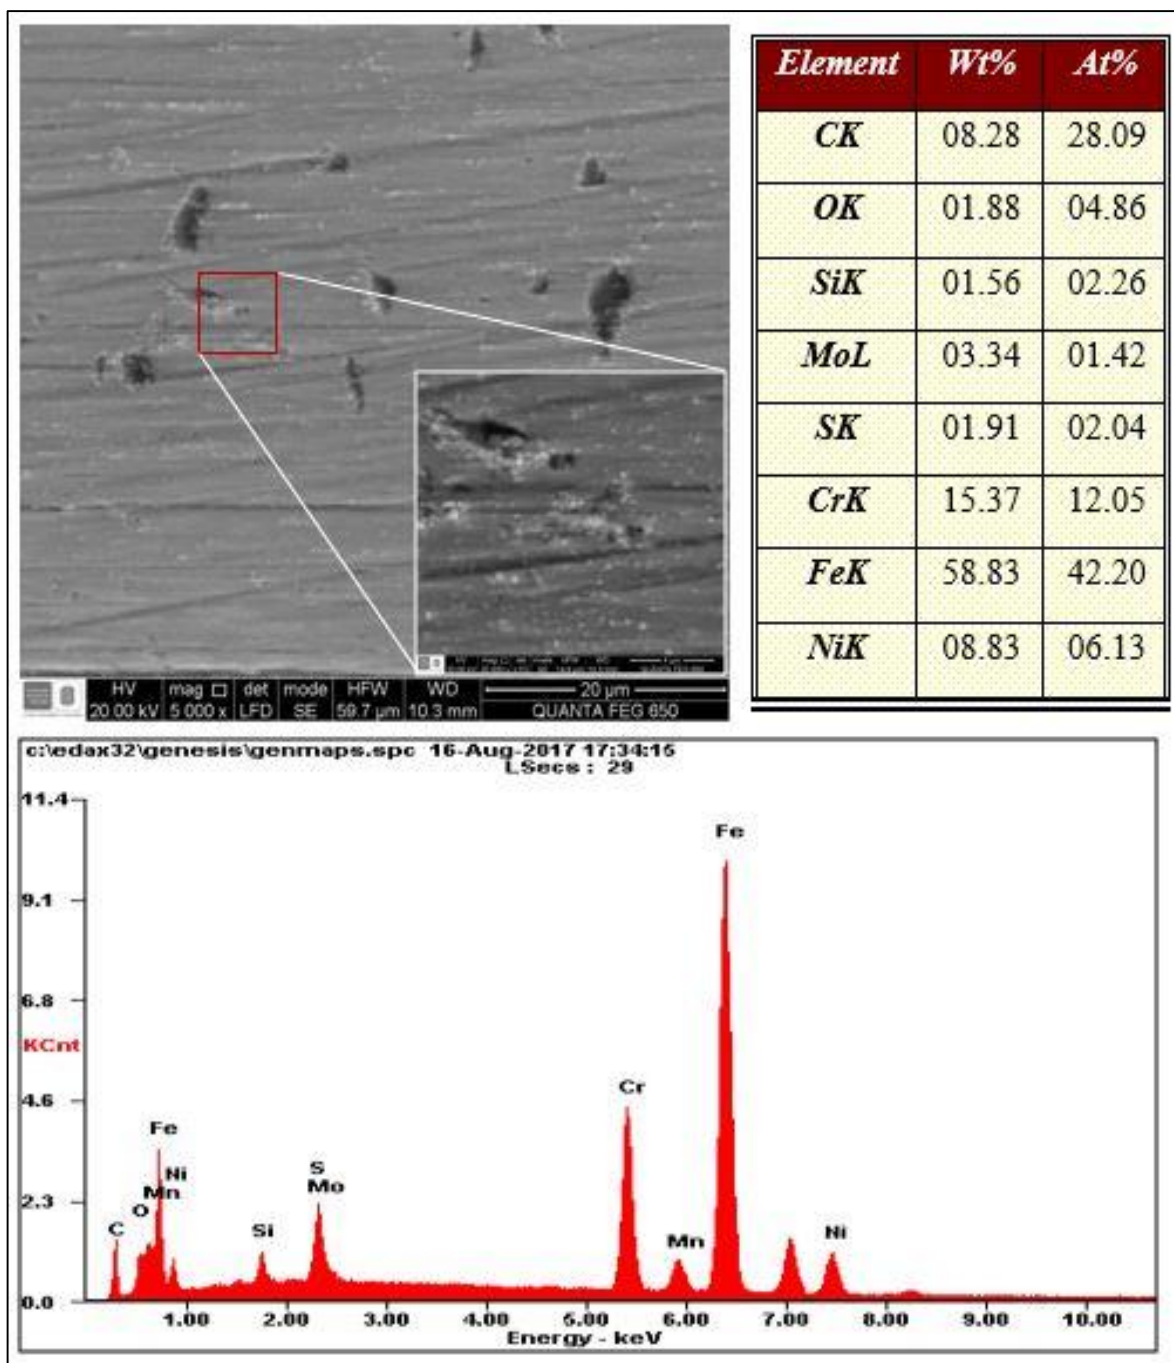 Element Wt% At%
CK 08.28 28.09
OK 01.88 04.86
SiK 01.56 02.26
MoL 03.34 01.42
SK 01.91 02.04
CrK 15.37 12.05
FeK 58.83 42.20
NiK 08.83 06.13
HV mag det mode HFW WD 20 µm
20.00 kV 5 000 x LFD SE 59.7 µm 10.3 mm QUANTA FEG 650
c:\edax32\genesis\genmaps.spc 16-Aug-2017 17:34:15
LSecs : 29
11.4
Fe
9.1
6.8
KCnt
4.6
Cr
Fe
S
Ni
Mo
Mn
2.3
O
C
Si
Mn
Ni
0.0
1.00 2.00 3.00 4.00 5.00 6.00 7.00 8.00 9.00 10.00
Energy - keV